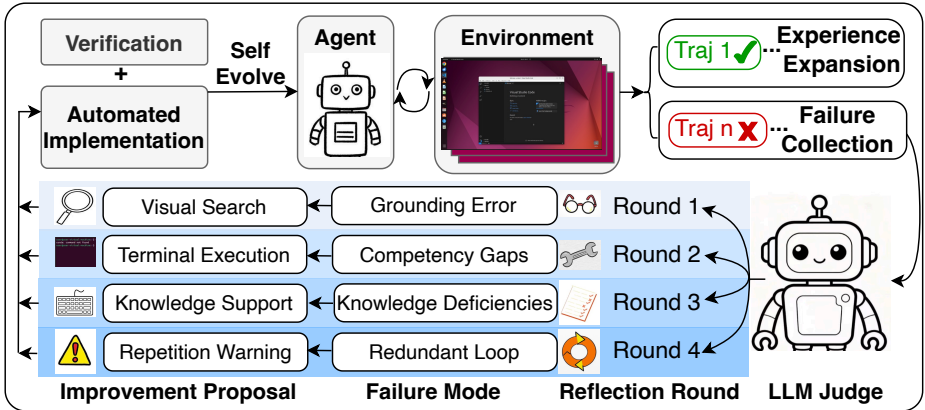 Verification
+
Automated
Implementation
Self
Evolve
Agent
Environment
Traj 1 ... Experience
Expansion
Traj n ... Failure
Collection
Visual Search
Grounding Error
Round 1
Terminal Execution
Competency Gaps
Round 2
Knowledge Support
Knowledge Deficiencies
Round 3
Repetition Warning
Redundant Loop
Round 4
Improvement Proposal
Failure Mode
Reflection Round
LLM Judge